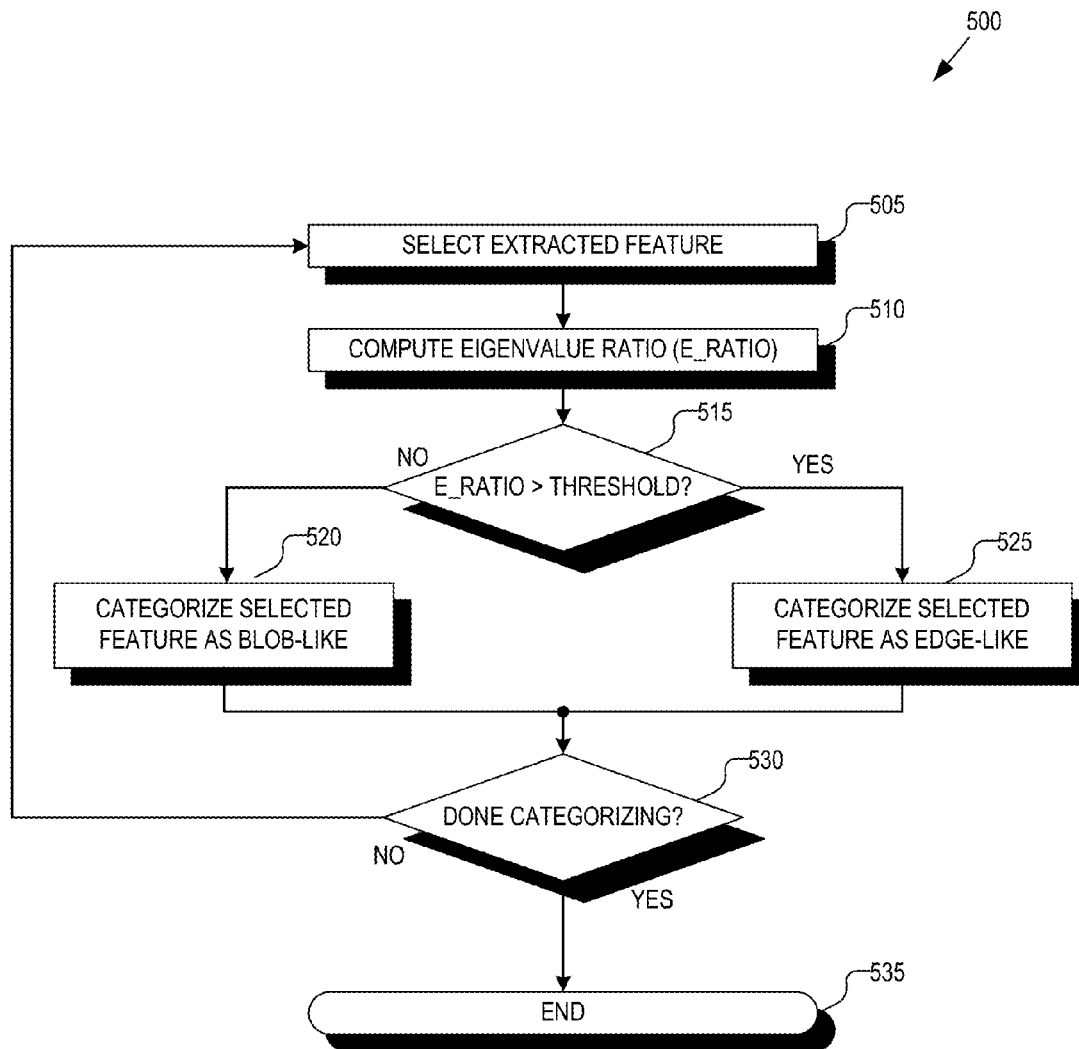 500
505
SELECT EXTRACTED FEATURE
510
COMPUTE EIGENVALUE RATIO (E_RATIO)
515
NO
YES
E_RATIO > THRESHOLD?
520
525
CATEGORIZE SELECTED
FEATURE AS BLOB-LIKE
CATEGORIZE SELECTED
FEATURE AS EDGE-LIKE
530
DONE CATEGORIZING?
NO
YES
535
END